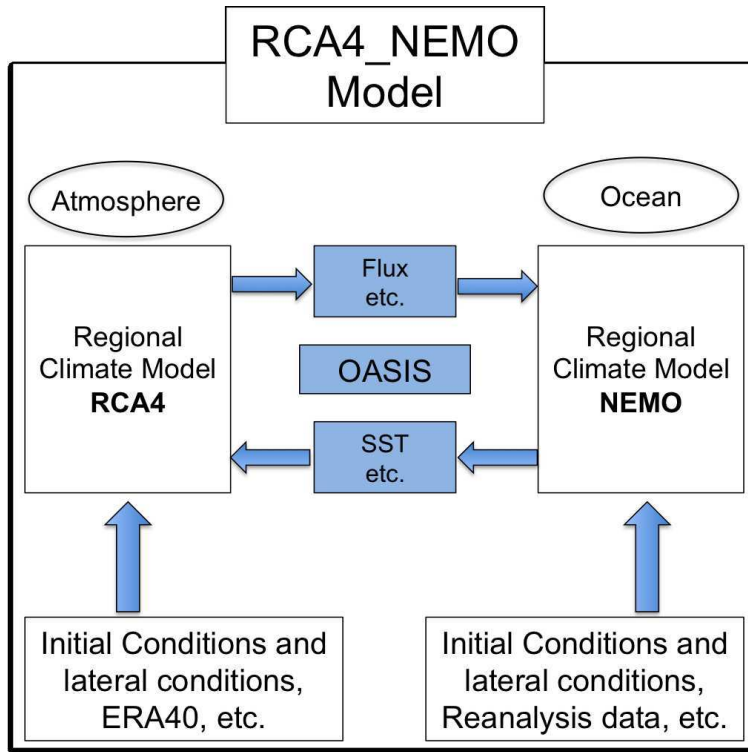 RCA4_NEMO
Model
Atmosphere
Ocean
Regional
Climate Model
RCA4
Flux
etc.
OASIS
SST
etc.
Regional
Climate Model
NEMO
Initial Conditions and
lateral conditions,
ERA40, etc.
Initial Conditions and
lateral conditions,
Reanalysis data, etc.